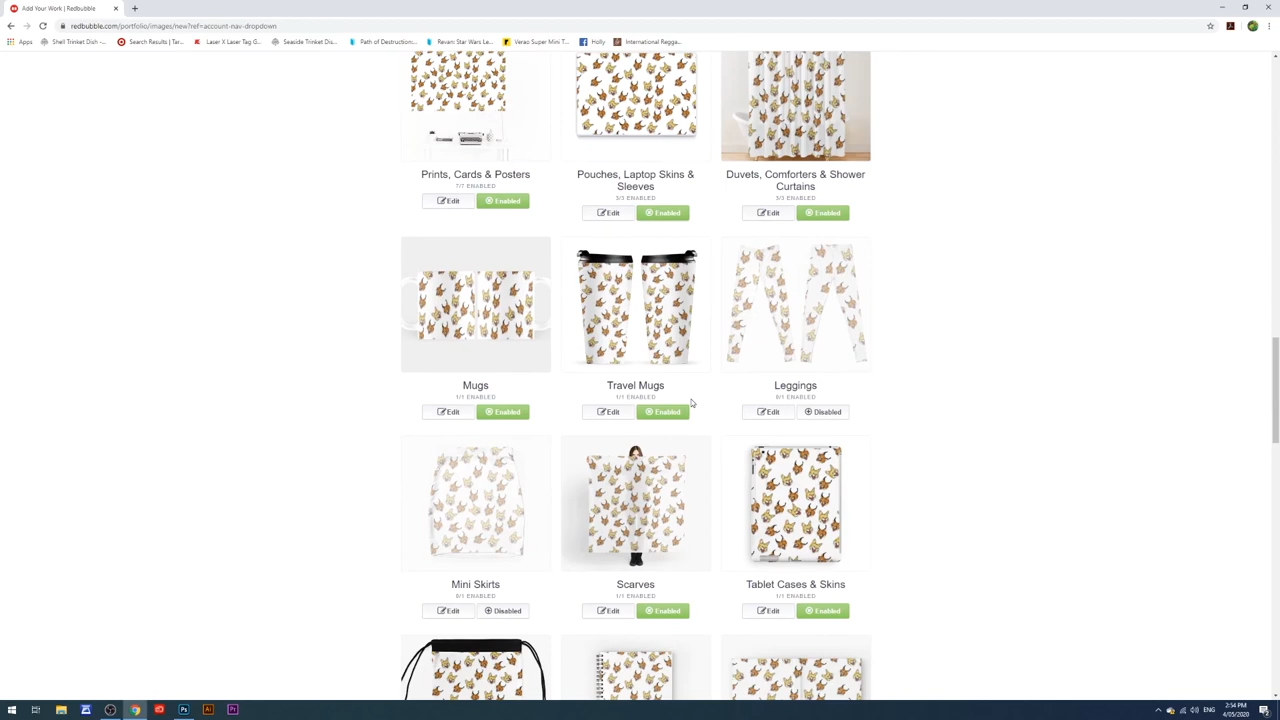 Add Your Work | Redbubble
redbubble.com/portfolio/images/new?ref=account-nav-dropdown
Apps Shell Trinket Dish -... Search Results | Tar... Laser X Laser Tag G... Seaside Trinket Dis... Path of Destruction:... Revan: Star Wars Le... Verao Super Mini T... Holly International Regga...
Prints, Cards & Posters
7/7 ENABLED
Edit Enabled
Pouches, Laptop Skins &
Sleeves
3/3 ENABLED
Edit Enabled
Duvets, Comforters & Shower
Curtains
3/3 ENABLED
Edit Enabled
Mugs
1/1 ENABLED
Edit Enabled
Travel Mugs
1/1 ENABLED
Edit Enabled
Leggings
0/1 ENABLED
Edit Disabled
Mini Skirts
0/1 ENABLED
Edit Disabled
Scarves
1/1 ENABLED
Edit Enabled
Tablet Cases & Skins
1/1 ENABLED
Edit Enabled
Ps Ai Pr
ENG
2:54 PM
4/05/2020